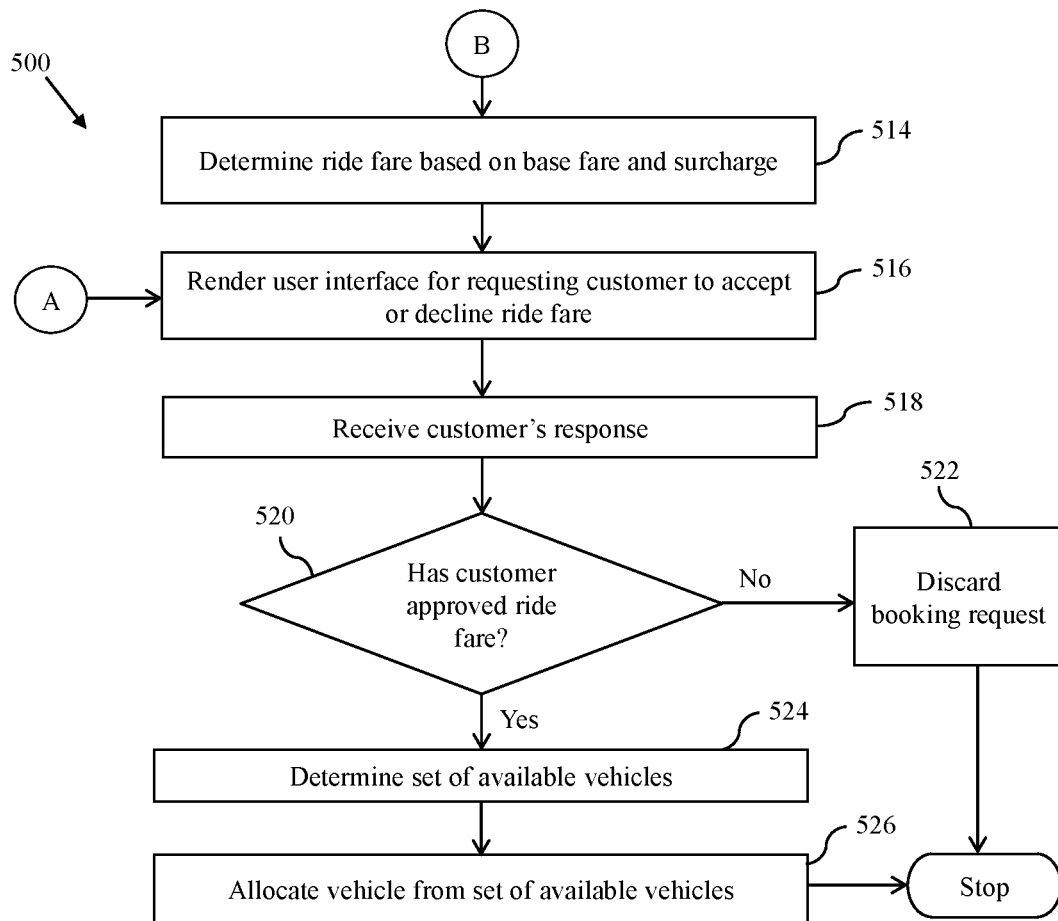 B
500
514
Determine ride fare based on base fare and surcharge
516
Render user interface for requesting customer to accept
or decline ride fare
A
518
Receive customer’s response
522
520
Has customer
approved ride
fare?
No
Discard
booking request
Yes
524
Determine set of available vehicles
526
Allocate vehicle from set of available vehicles
Stop